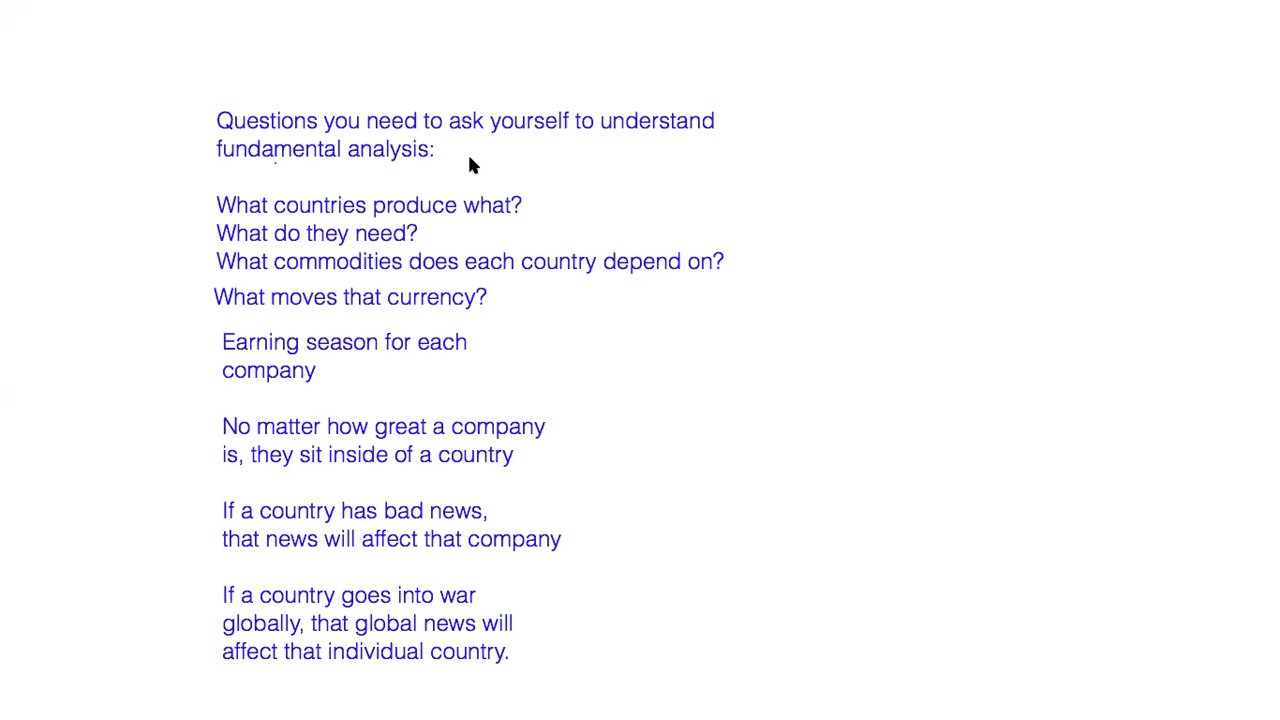 Questions you need to ask yourself to understand
fundamental analysis:
What countries produce what?
What do they need?
What commodities does each country depend on?
What moves that currency?
Earning season for each
company
No matter how great a company
is, they sit inside of a country
If a country has bad news,
that news will affect that company
If a country goes into war
globally, that global news will
affect that individual country.